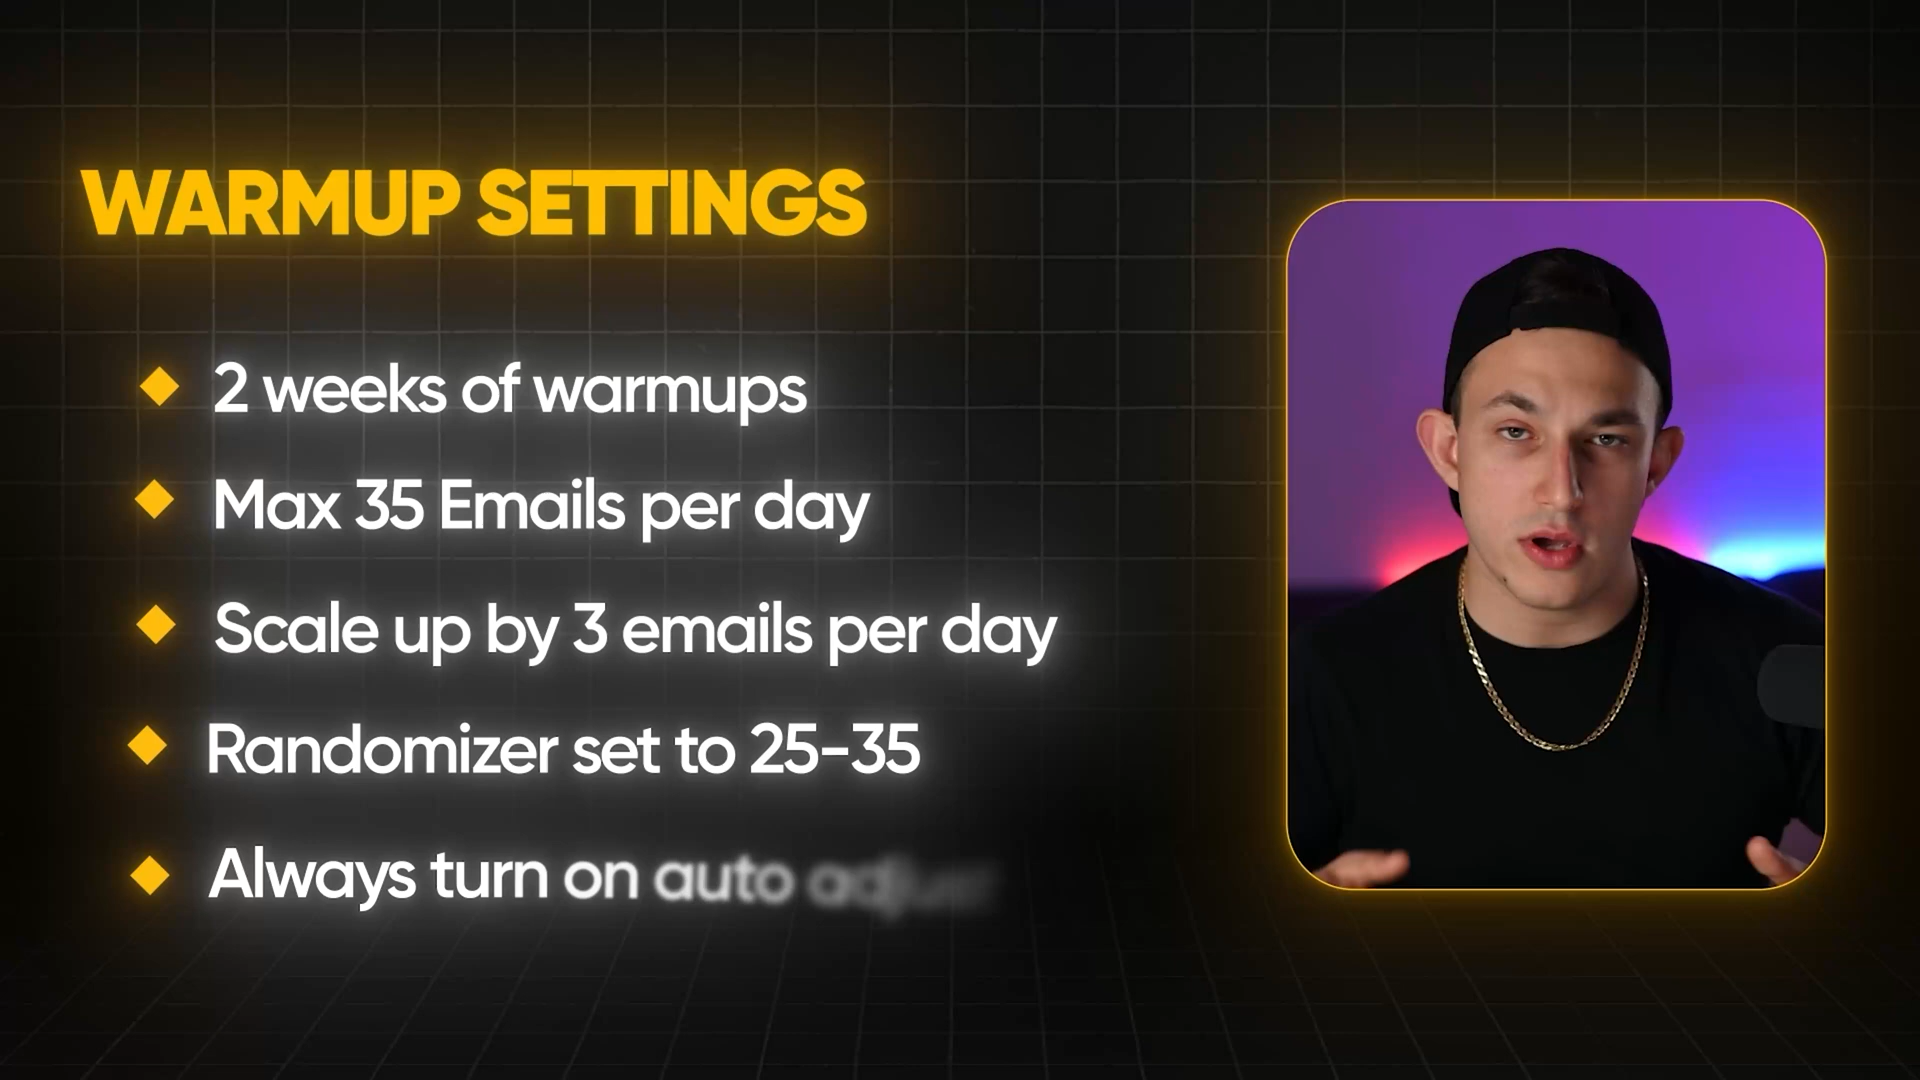 WARMUP SETTINGS
2 weeks of warmups
Max 35 Emails per day
Scale up by 3 emails per day
Randomizer set to 25-35
Always turn on auto adjust